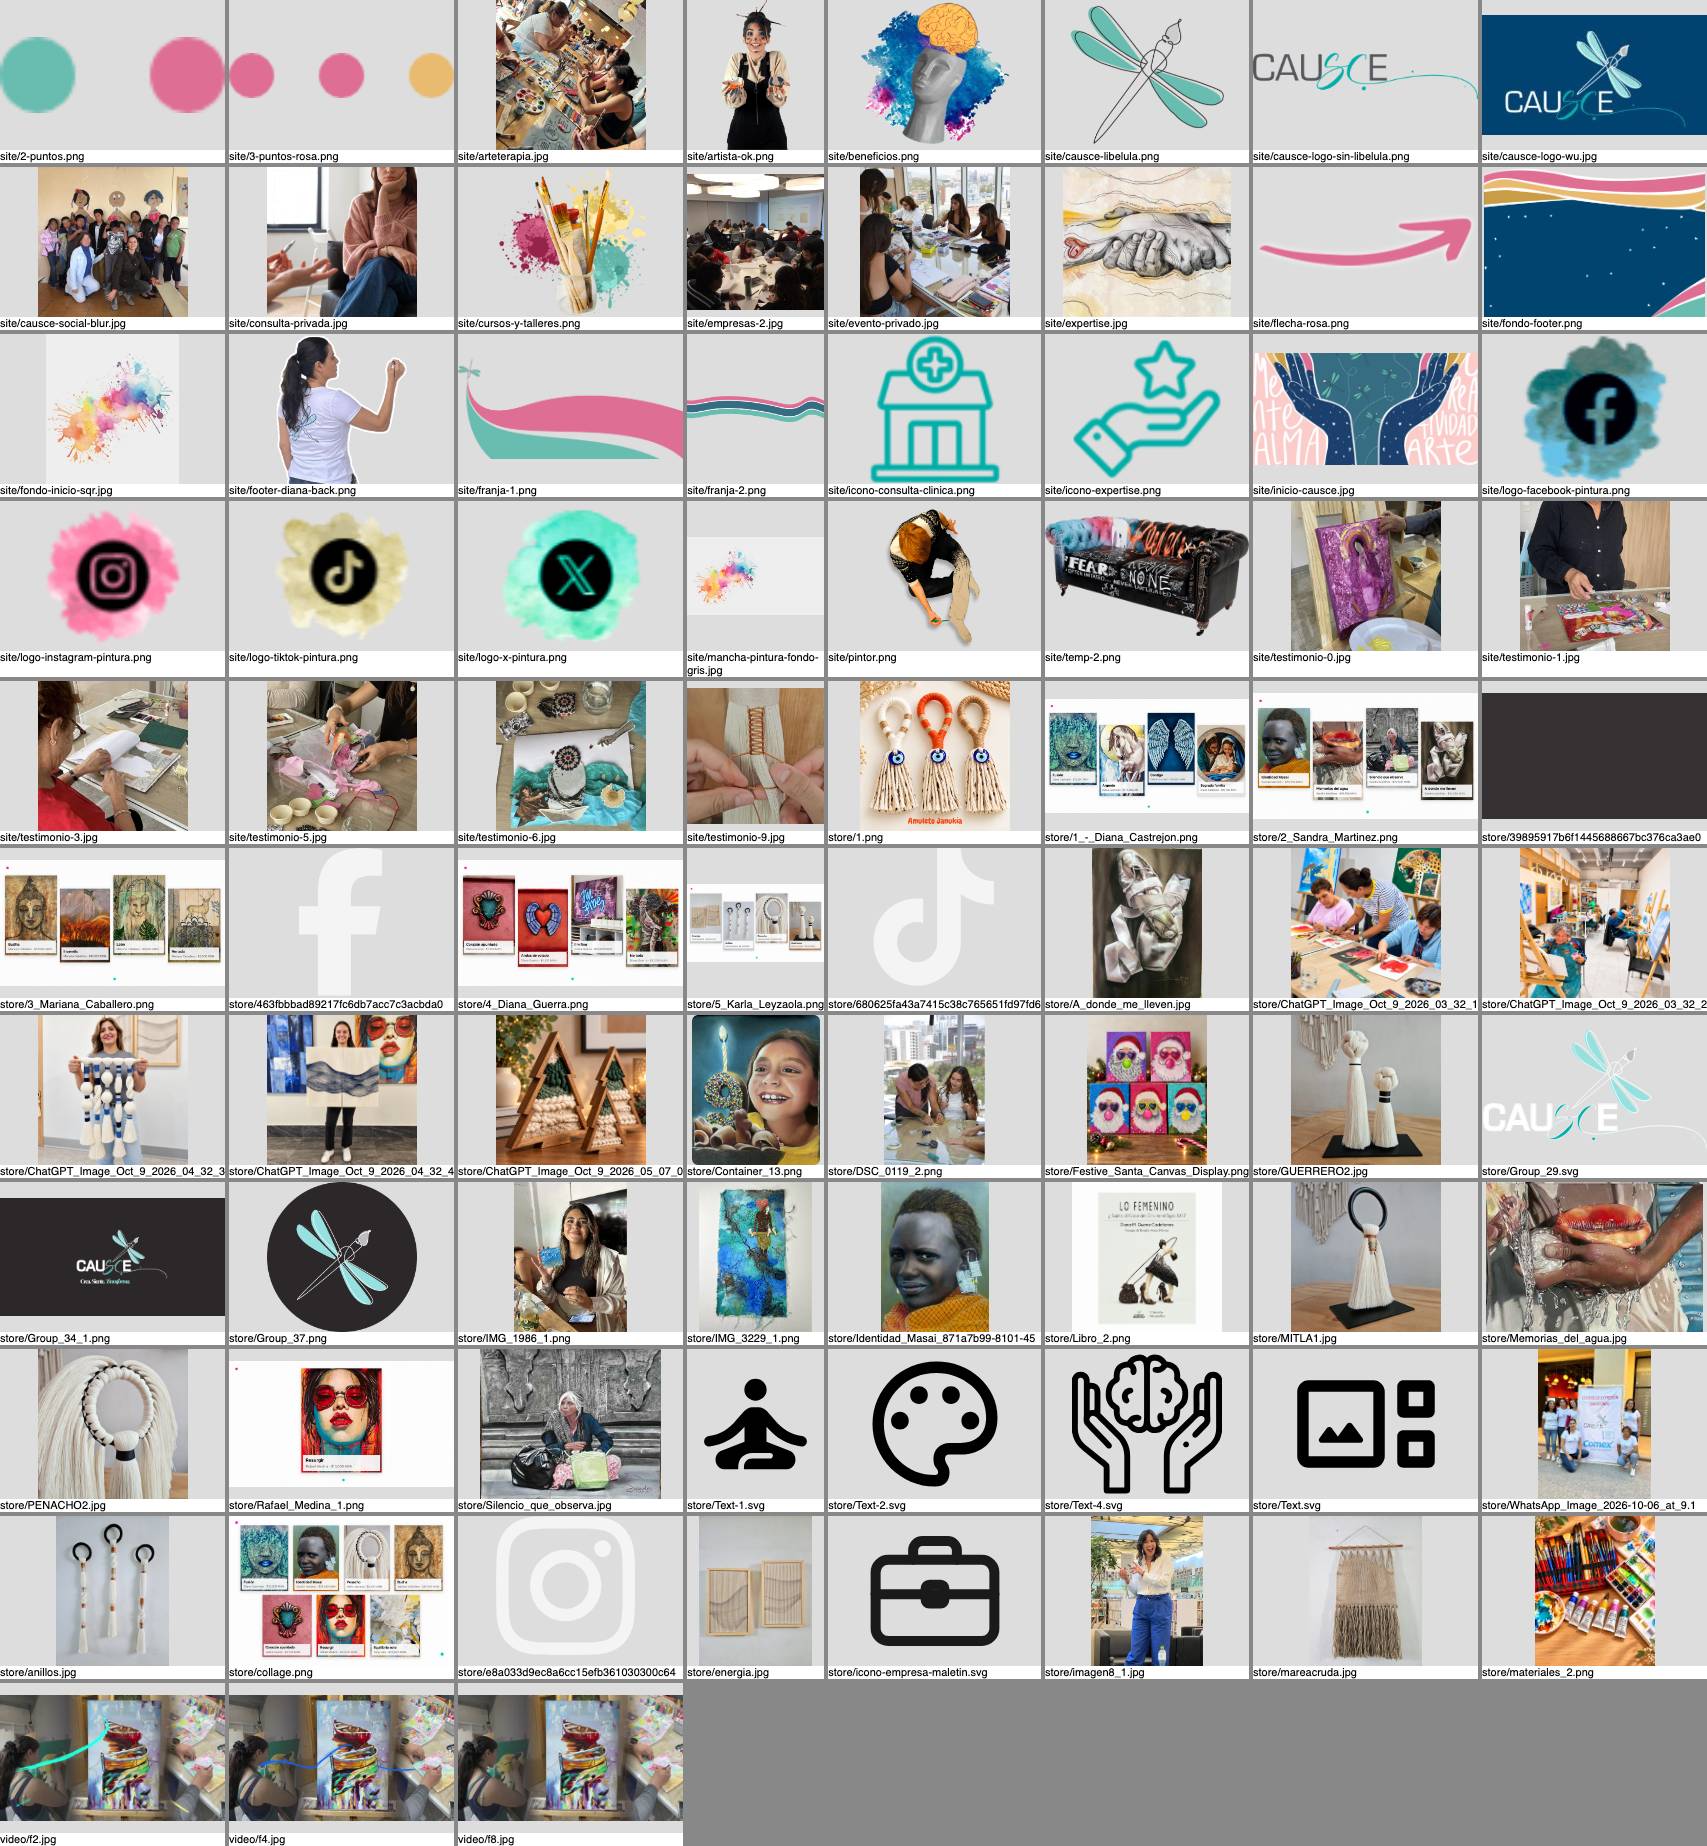 CAUSCE
CAUSCE
site/2-puntos.png
site/3-puntos-rosa.png
site/arteterapia.jpg
site/artista-ok.png
site/beneficios.png
site/causce-libelula.png
site/causce-logo-sin-libelula.png
site/causce-logo-wu.jpg
site/causce-social-blur.jpg
site/consulta-privada.jpg
site/cursos-y-talleres.png
site/empresas-2.jpg
site/evento-privado.jpg
site/expertise.jpg
site/flecha-rosa.png
site/fondo-footer.png
ALMA
ARTE
site/fondo-inicio-sqr.jpg
site/footer-diana-back.png
site/franja-1.png
site/franja-2.png
site/icono-consulta-clinica.png
site/icono-expertise.png
site/inicio-causce.jpg
site/logo-facebook-pintura.png
FEAR
NONE
site/logo-instagram-pintura.png
site/logo-tiktok-pintura.png
site/logo-x-pintura.png
site/mancha-pintura-fondo-
gris.jpg
site/pintor.png
site/temp-2.png
site/testimonio-0.jpg
site/testimonio-1.jpg
Amuleto Janukia
site/testimonio-3.jpg
site/testimonio-5.jpg
site/testimonio-6.jpg
site/testimonio-9.jpg
store/1.png
store/1_-_Diana_Castrejon.png
store/2_Sandra_Martinez.png
store/39895917b6f1445688667bc376ca3ae0
store/3_Mariana_Caballero.png
store/463fbbbad89217fc6db7acc7c3acbda0
store/4_Diana_Guerra.png
store/5_Karla_Leyzaola.png
store/680625fa43a7415c38c765651fd97fd6
store/A_donde_me_lleven.jpg
store/ChatGPT_Image_Oct_9_2026_03_32_1
store/ChatGPT_Image_Oct_9_2026_03_32_2
CAUSCE
store/ChatGPT_Image_Oct_9_2026_04_32_3
store/ChatGPT_Image_Oct_9_2026_04_32_4
store/ChatGPT_Image_Oct_9_2026_05_07_0
store/Container_13.png
store/DSC_0119_2.png
store/Festive_Santa_Canvas_Display.png
store/GUERRERO2.jpg
store/Group_29.svg
CAUSCE
LO FEMENINO
store/Group_34_1.png
store/Group_37.png
store/IMG_1986_1.png
store/IMG_3229_1.png
store/Identidad_Masai_871a7b99-8101-45
store/Libro_2.png
store/MITLA1.jpg
store/Memorias_del_agua.jpg
Resurgir
Comex
store/PENACHO2.jpg
store/Rafael_Medina_1.png
store/Silencio_que_observa.jpg
store/Text-1.svg
store/Text-2.svg
store/Text-4.svg
store/Text.svg
store/WhatsApp_Image_2026-10-06_at_9.1
store/anillos.jpg
store/collage.png
store/e8a033d9ec8a6cc15efb361030300c64
store/energia.jpg
store/icono-empresa-maletin.svg
store/imagen8_1.jpg
store/mareacruda.jpg
store/materiales_2.png
video/f2.jpg
video/f4.jpg
video/f8.jpg